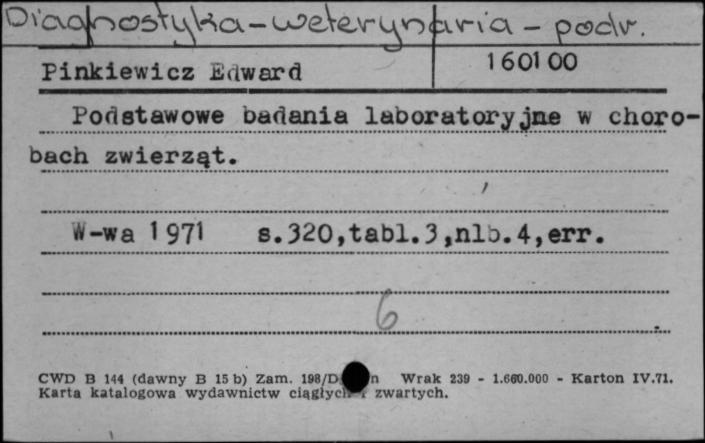 Diagnostyka-weterynaria - podr.
Pinkiewicz Edward 160100
Podstawowe badania laboratoryjne w choro-
bach zwierząt.
W-wa 1971 s.320,tabl.3,nlb.4,err.
6
CWD B 144 (dawny B 15 b) Zam. 198/D n Wrak 239 - 1.660.000 - Karton IV.71.
Karta katalogowa wydawnictw ciągłych i zwartych.